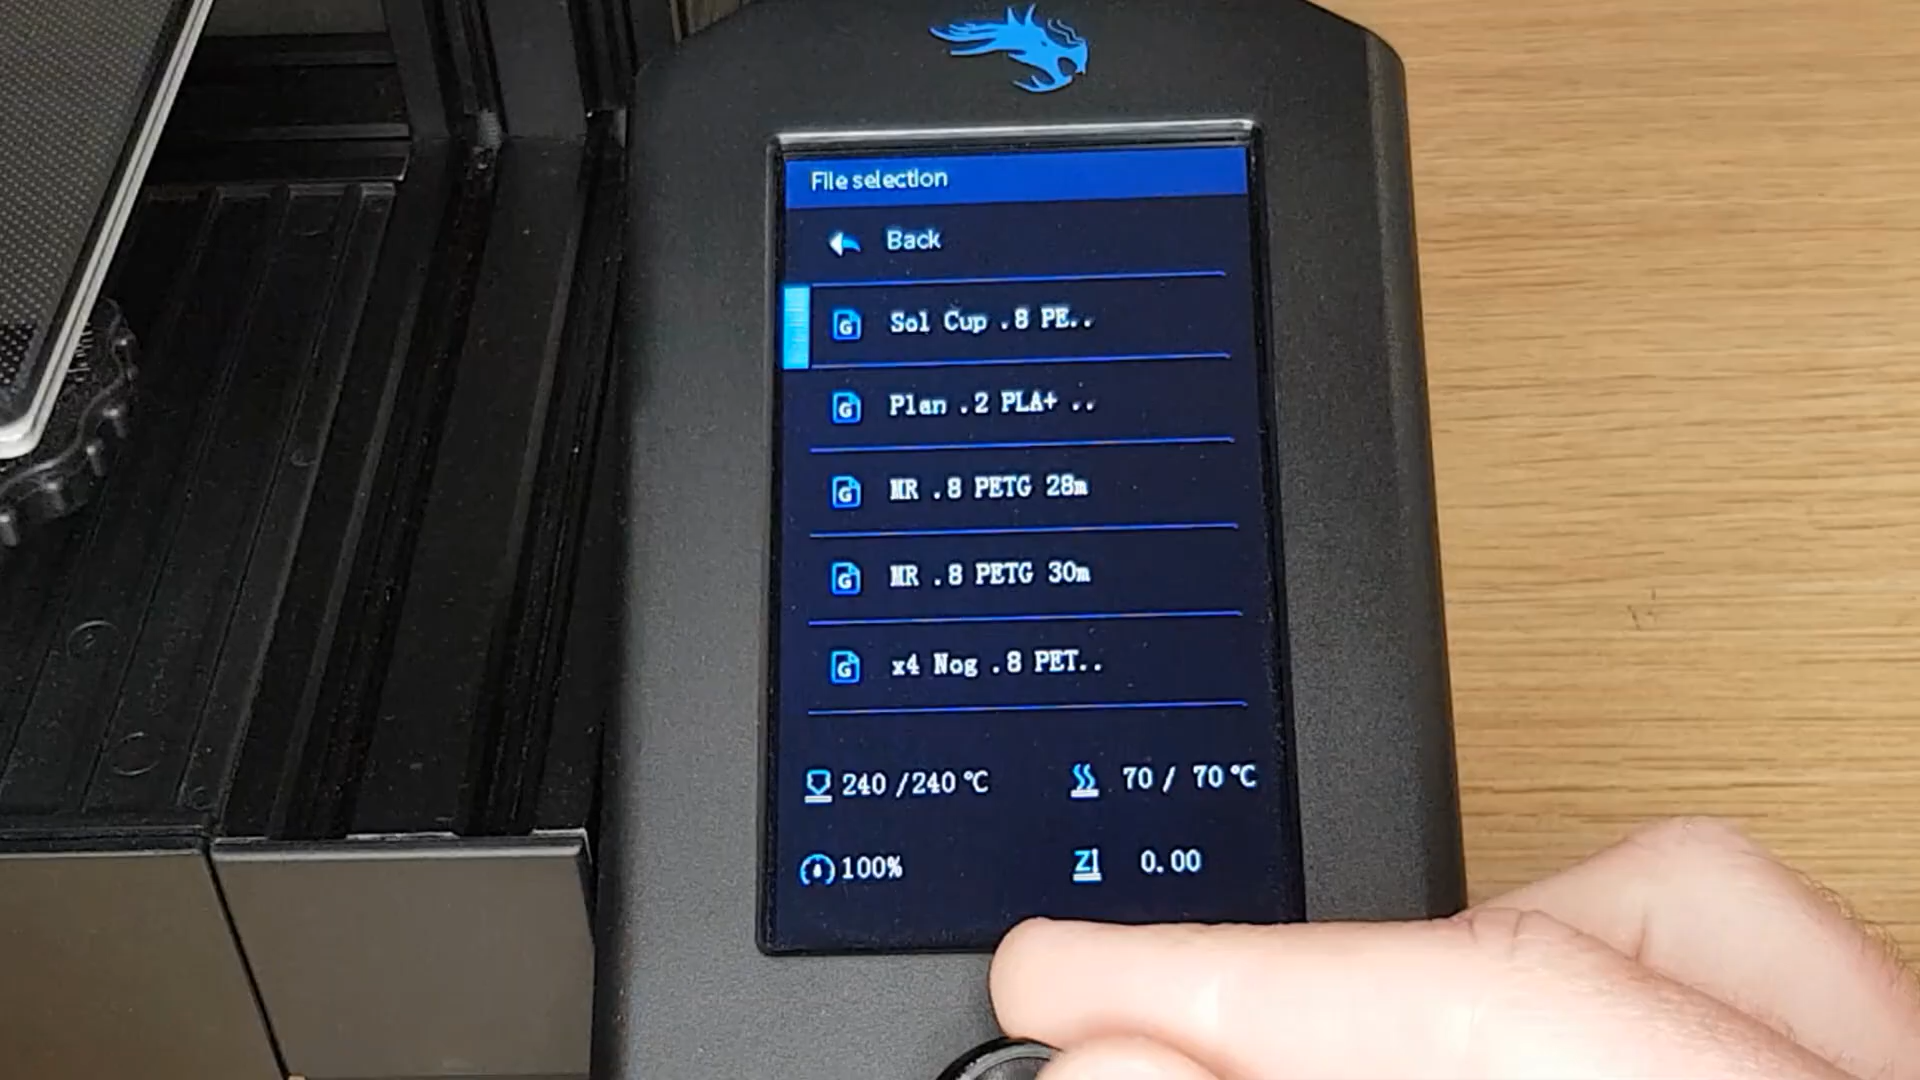 File selection
Back
Sol Cup .8 PE..
Plan .2 PLA+ ..
MR .8 PETG 28m
MR .8 PETG 30m
x4 Nog .8 PET..
240 /240 ℃ 70 / 70 ℃
100% Z 0.00